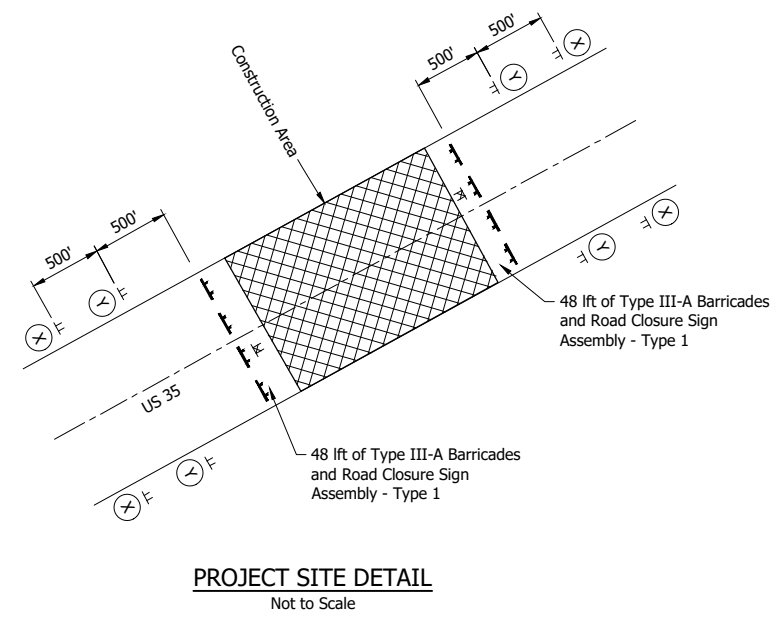 500'
500'
X
Y
Construction Area
500'
500'
X
Y
X
Y
48 lft of Type III-A Barricades
and Road Closure Sign
Assembly - Type 1
US 35
48 lft of Type III-A Barricades
and Road Closure Sign
Assembly - Type 1
Y
X
PROJECT SITE DETAIL
Not to Scale